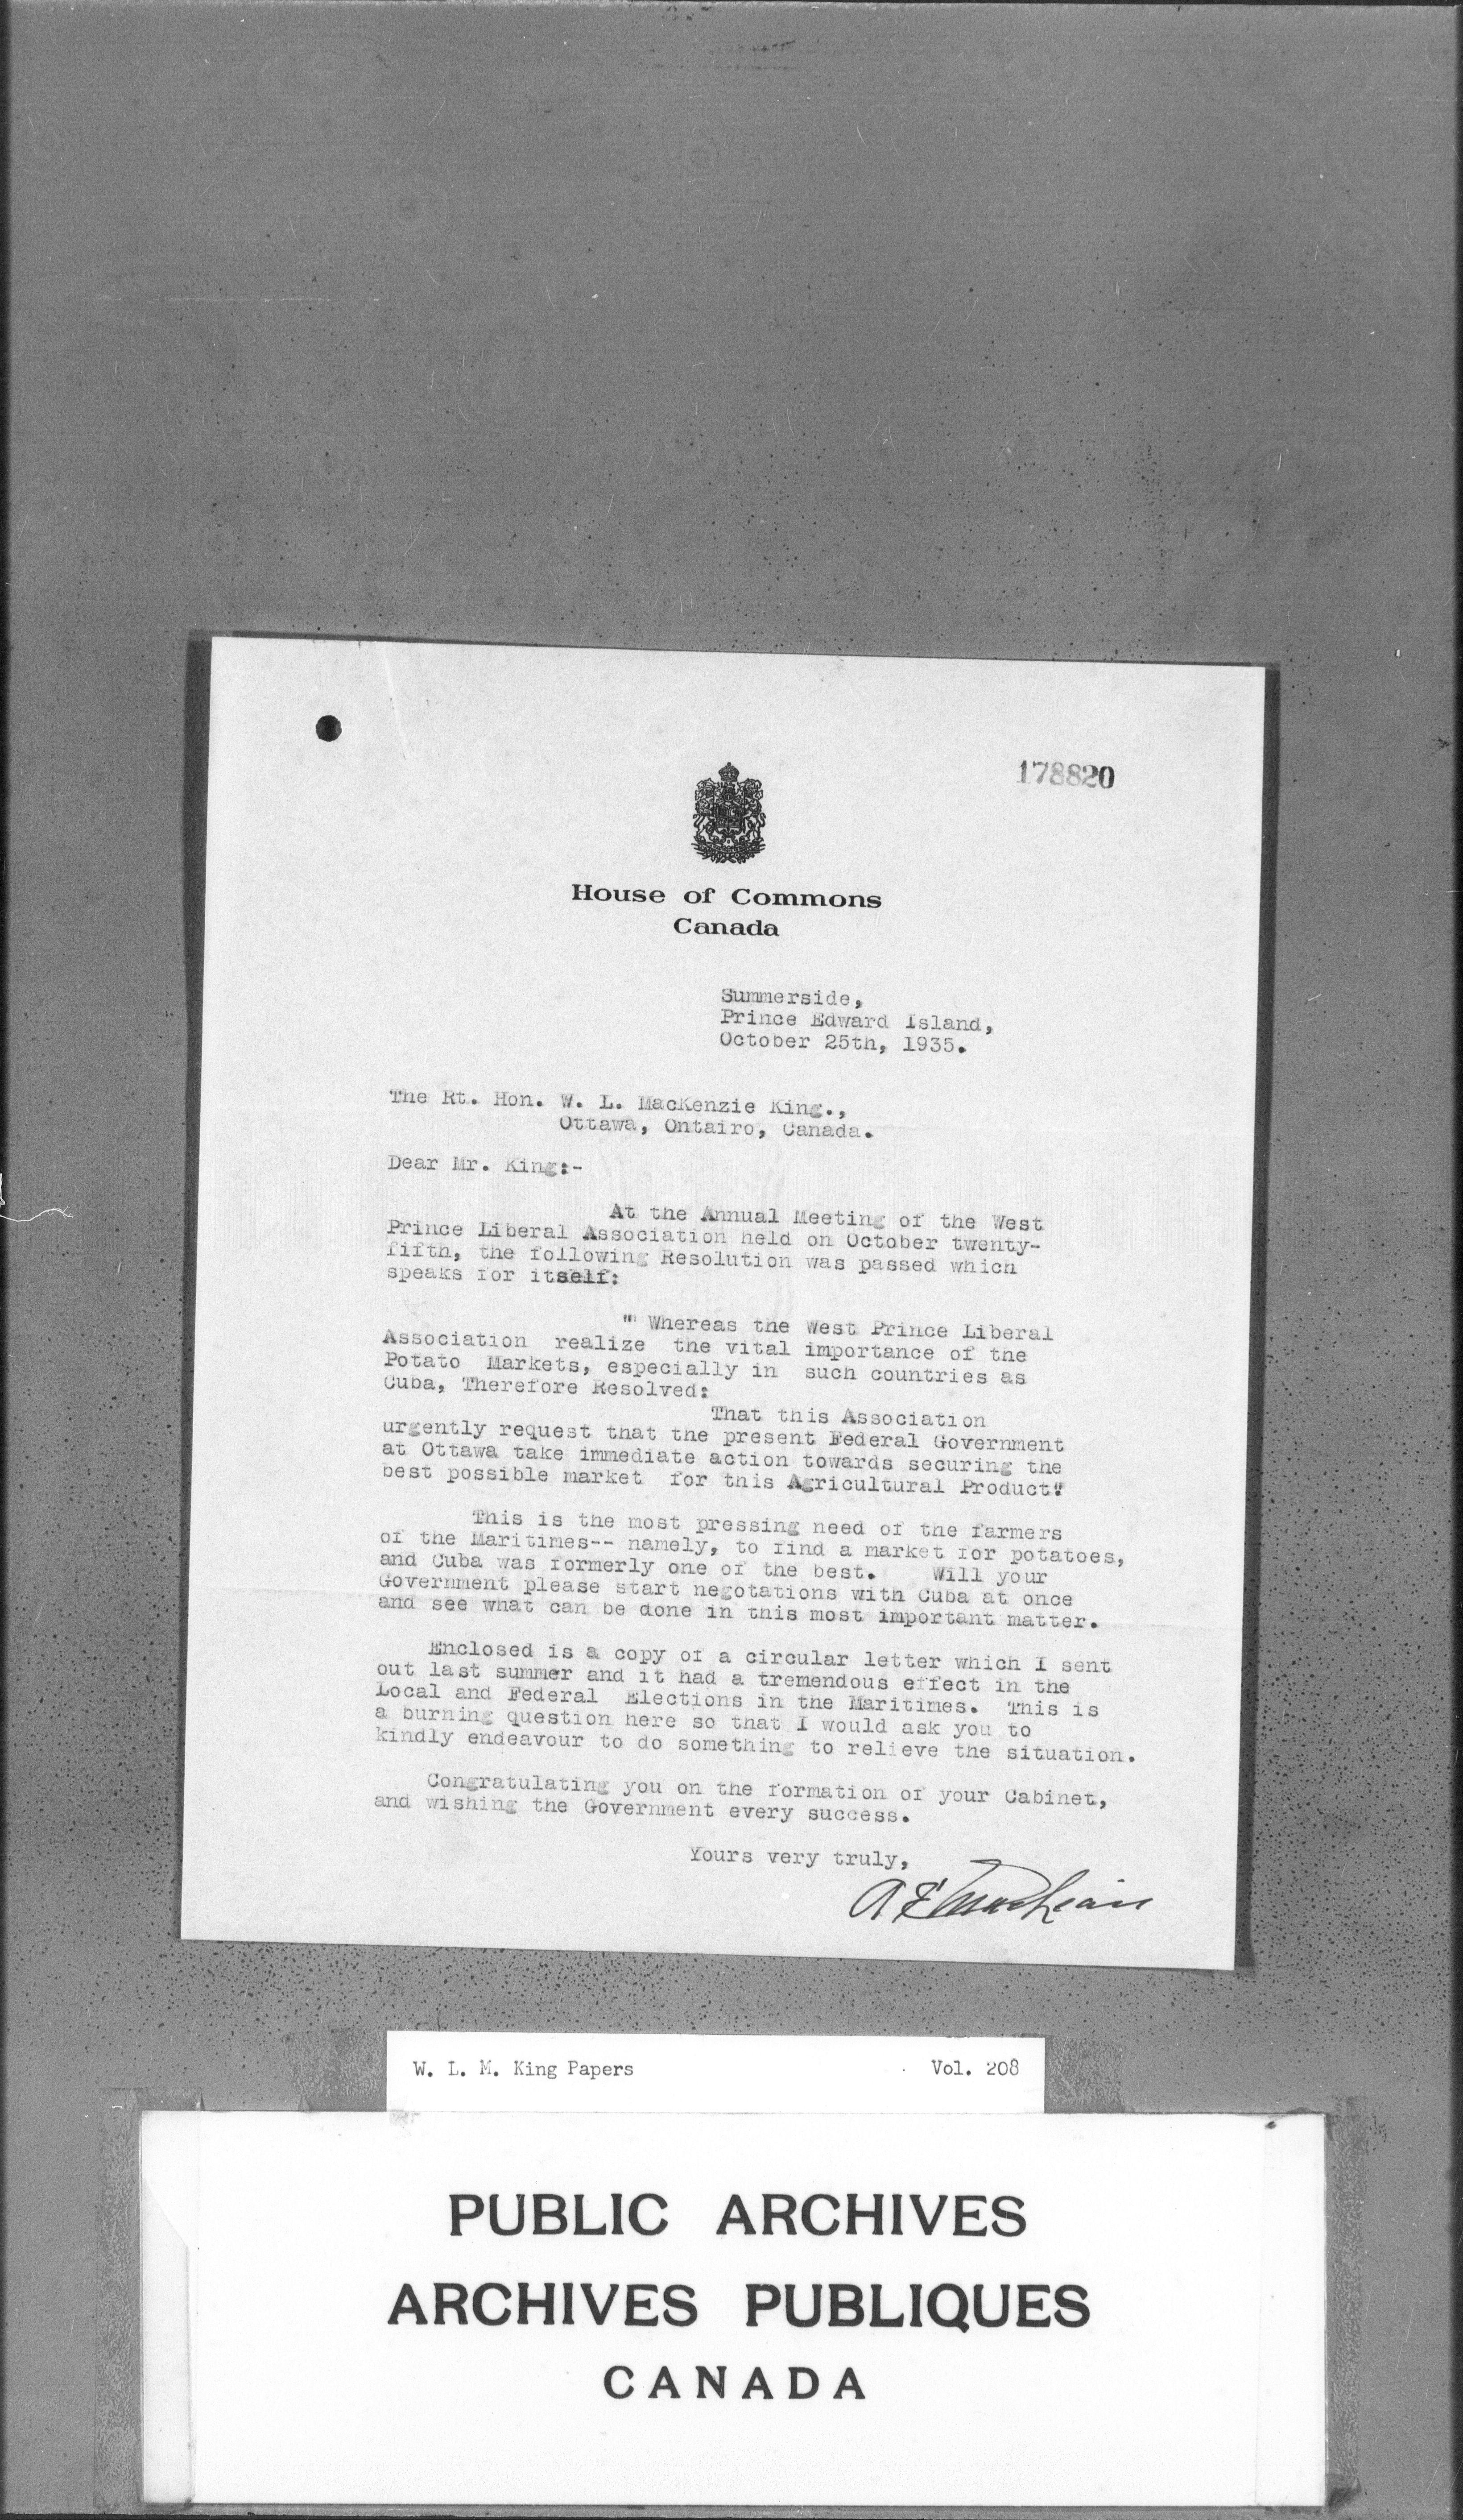 178820
House of Commons
Canada
Summerside,
Prince Edward Island,
October 25th, 1935.
The Rt. Hon. W. L. MacKenzie King.,
Ottawa, Ontairo, Canada.
Dear Mr. King:-
At the Annual Meeting of the West
Prince Liberal Association held on October twenty-
fifth, the following Resolution was passed which
speaks for itself:
" Whereas the West Prince Liberal
Association realize the vital importance of the
Potato Markets, especially in such countries as
Cuba, Therefore Resolved:
That this Association
urgently request that the present Federal Government
at Ottawa take immediate action towards securing the
best possible market for this Agricultural Product."
This is the most pressing need of the farmers
of the Maritimes-- namely, to find a market for potatoes,
and Cuba was formerly one of the best. Will your
Government please start negotations with Cuba at once
and see what can be done in this most important matter.
Enclosed is a copy of a circular letter which I sent
out last summer and it had a tremendous effect in the
Local and Federal Elections in the Maritimes. This is
a burning question here so that I would ask you to
kindly endeavour to do something to relieve the situation.
Congratulating you on the formation of your Cabinet,
and wishing the Government every success.
Yours very truly,
A E MacLean
W. L. M. King Papers Vol. 208
PUBLIC ARCHIVES
ARCHIVES PUBLIQUES
CANADA